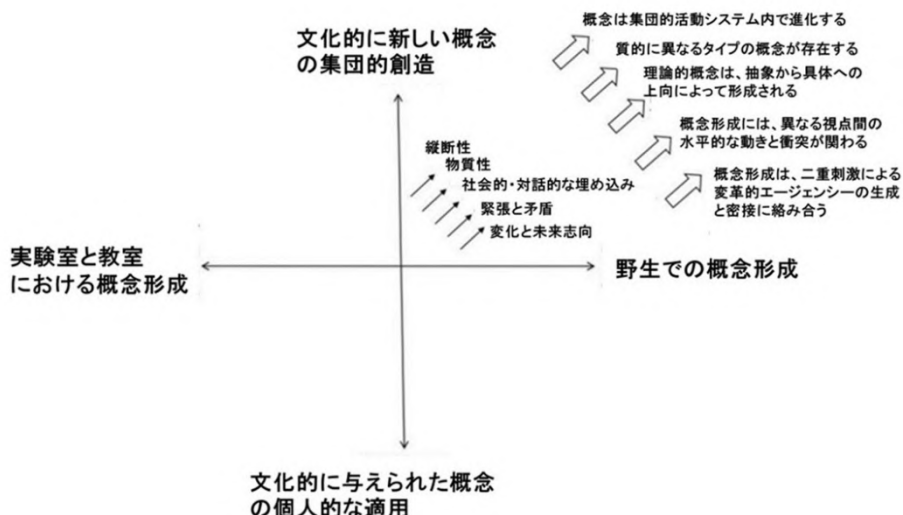 概念は集団的活動システム内で進化する
文化的に新しい概念
の集団的創造
質的に異なるタイプの概念が存在する
理論的概念は、抽象から具体への
上向によって形成される
概念形成には、異なる視点間の
水平的な動きと衝突が関わる
縦断性
物質性
社会的・対話的な埋め込み
緊張と矛盾
変化と未来志向
概念形成は、二重刺激による
変革的エージェンシーの生成
と密接に絡み合う
実験室と教室
における概念形成
野生での概念形成
文化的に与えられた概念
の個人的な適用